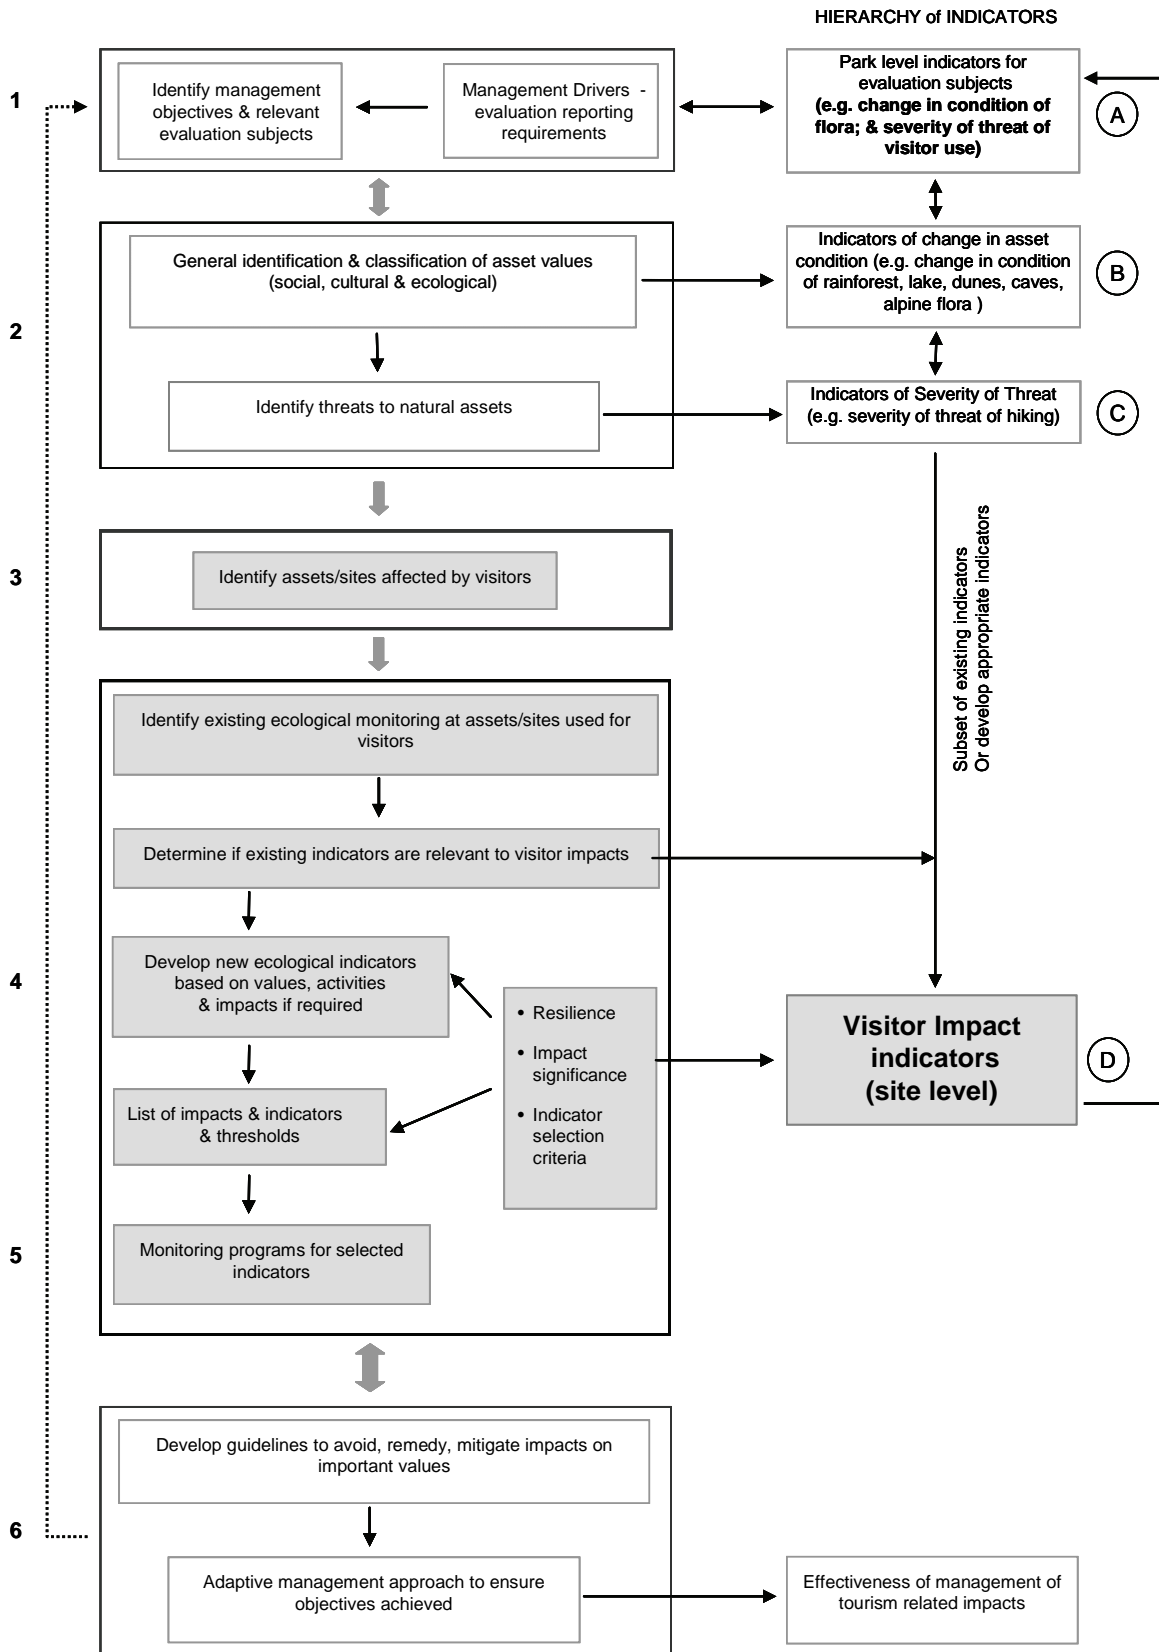 HIERARCHY of INDICATORS
1
Identify management
objectives & relevant
evaluation subjects
Management Drivers -
evaluation reporting
requirements
Park level indicators for
evaluation subjects
(e.g. change in condition of
flora; & severity of threat of
visitor use)
A
2
General identification & classification of asset values
(social, cultural & ecological)
Indicators of change in asset
condition (e.g. change in condition
of rainforest, lake, dunes, caves,
alpine flora )
B
Identify threats to natural assets
Indicators of Severity of Threat
(e.g. severity of threat of hiking)
C
3
Identify assets/sites affected by visitors
Subset of existing indicators
Or develop appropriate indicators
4
Identify existing ecological monitoring at assets/sites used for
visitors
Determine if existing indicators are relevant to visitor impacts
Develop new ecological indicators
based on values, activities
& impacts if required
• Resilience
• Impact
significance
• Indicator
selection
criteria
Visitor Impact
indicators
(site level)
D
List of impacts & indicators
& thresholds
5
Monitoring programs for selected
indicators
6
Develop guidelines to avoid, remedy, mitigate impacts on
important values
Adaptive management approach to ensure
objectives achieved
Effectiveness of management of
tourism related impacts